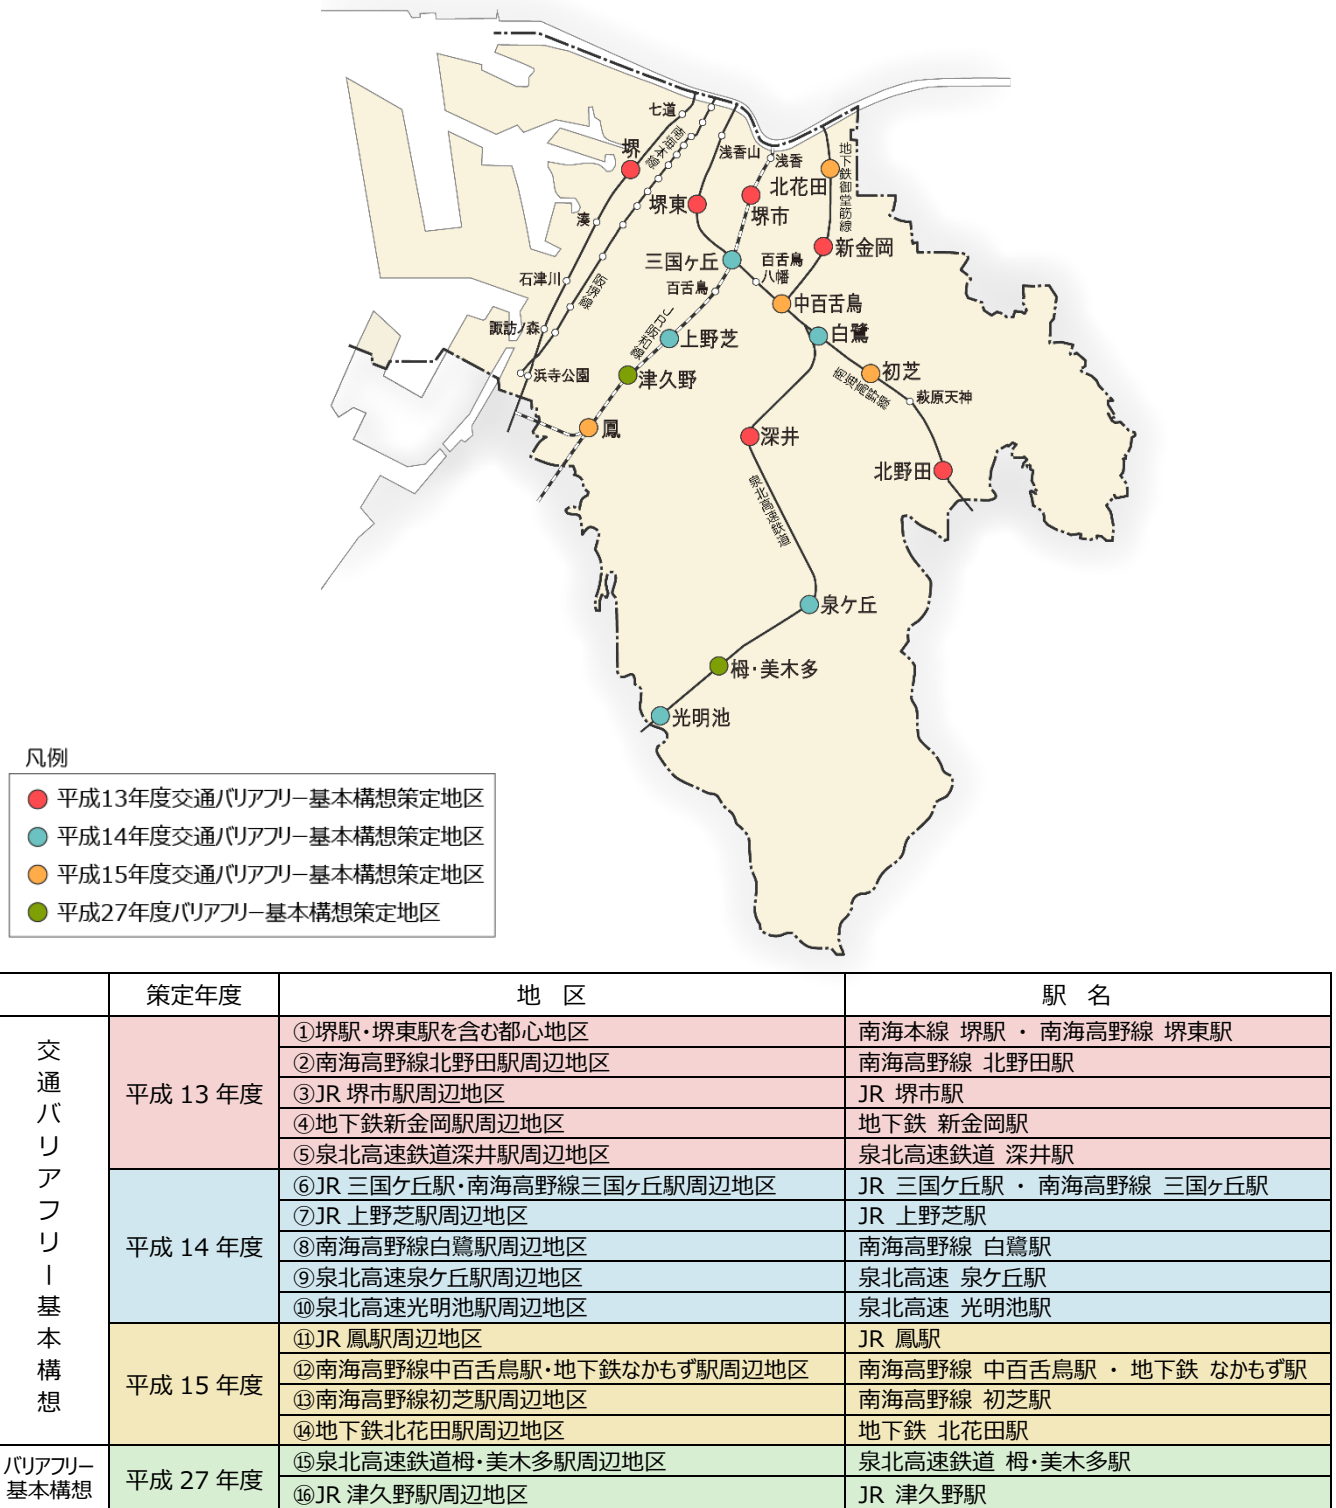 七道
南海本線
堺
浅香山
浅香
地下鉄御堂筋線
北花田
堺東
堺市
湊
新金岡
三国ヶ丘
百舌鳥
八幡
石津川
百舌鳥
阪堺線
中百舌鳥
諏訪ノ森
JR阪和線
上野芝
白鷺
浜寺公園
津久野
初芝
南海高野線
萩原天神
鳳
深井
北野田
泉北高速鉄道
泉ケ丘
栂・美木多
光明池
凡例
平成13年度交通バリアフリー基本構想策定地区
平成14年度交通バリアフリー基本構想策定地区
平成15年度交通バリアフリー基本構想策定地区
平成27年度バリアフリー基本構想策定地区
策定年度 地 区 駅 名
交通バリアフリー基本構想
平成 13 年度
①堺駅・堺東駅を含む都心地区 南海本線 堺駅 ・ 南海高野線 堺東駅
②南海高野線北野田駅周辺地区 南海高野線 北野田駅
③JR 堺市駅周辺地区 JR 堺市駅
④地下鉄新金岡駅周辺地区 地下鉄 新金岡駅
⑤泉北高速鉄道深井駅周辺地区 泉北高速鉄道 深井駅
平成 14 年度
⑥JR 三国ケ丘駅・南海高野線三国ヶ丘駅周辺地区 JR 三国ケ丘駅 ・ 南海高野線 三国ヶ丘駅
⑦JR 上野芝駅周辺地区 JR 上野芝駅
⑧南海高野線白鷺駅周辺地区 南海高野線 白鷺駅
⑨泉北高速泉ケ丘駅周辺地区 泉北高速 泉ケ丘駅
⑩泉北高速光明池駅周辺地区 泉北高速 光明池駅
平成 15 年度
⑪JR 鳳駅周辺地区 JR 鳳駅
⑫南海高野線中百舌鳥駅・地下鉄なかもず駅周辺地区 南海高野線 中百舌鳥駅 ・ 地下鉄 なかもず駅
⑬南海高野線初芝駅周辺地区 南海高野線 初芝駅
⑭地下鉄北花田駅周辺地区 地下鉄 北花田駅
バリアフリー
基本構想
平成 27 年度
⑮泉北高速鉄道栂・美木多駅周辺地区 泉北高速鉄道 栂・美木多駅
⑯JR 津久野駅周辺地区 JR 津久野駅